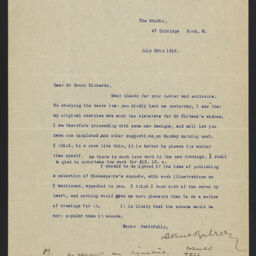 The Studio,
47 Uxbridge Road, W.
July 20th 1916.
Dear Mr Grant Richards,
Many thanks for your letter and enclosure.
On studying the books that you kindly lent me yesterday, I see that
my original sketches are much too elaborate for Mr Firbank's wishes.
I am therefore proceeding with some new designs, and will let you
have one completed and other suggestions, on Monday morning next.
I think, in a case like this, it is better to please the author
than myself. As there is much less work in the new drawings, I shall
be glad to undertake the work for
I should be so delighted if the idea of publishing
a selection of Shakespeare's sonnets, with such illustrations as
I mentioned, appealed to you. I think I know most of the verse by
heart, and nothing would give me more pleasure than to do a series
of drawings for it. It is likely that the scheme would be
more popular than it sounds.
Yours faithfully,